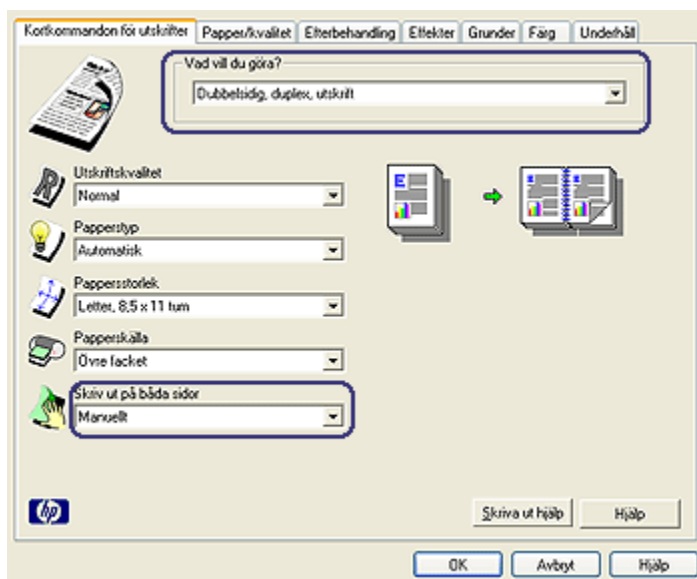 Kortkommandon för utskrifter Papper/kvalitet Efterbehandling Effekter Grunder Färg Underhåll
Vad vill du göra?
Dubbelsidig, duplex, utskrift
Utskriftskvalitet
Normal
Papperstyp
Automatisk
Pappersstorlek
Letter, 8,5 x 11 tum
Papperskälla
Övre facket
Skriv ut på båda sidor
Manuellt
E
hp
Skriva ut hjälp Hjälp
OK Avbryt Hjälp